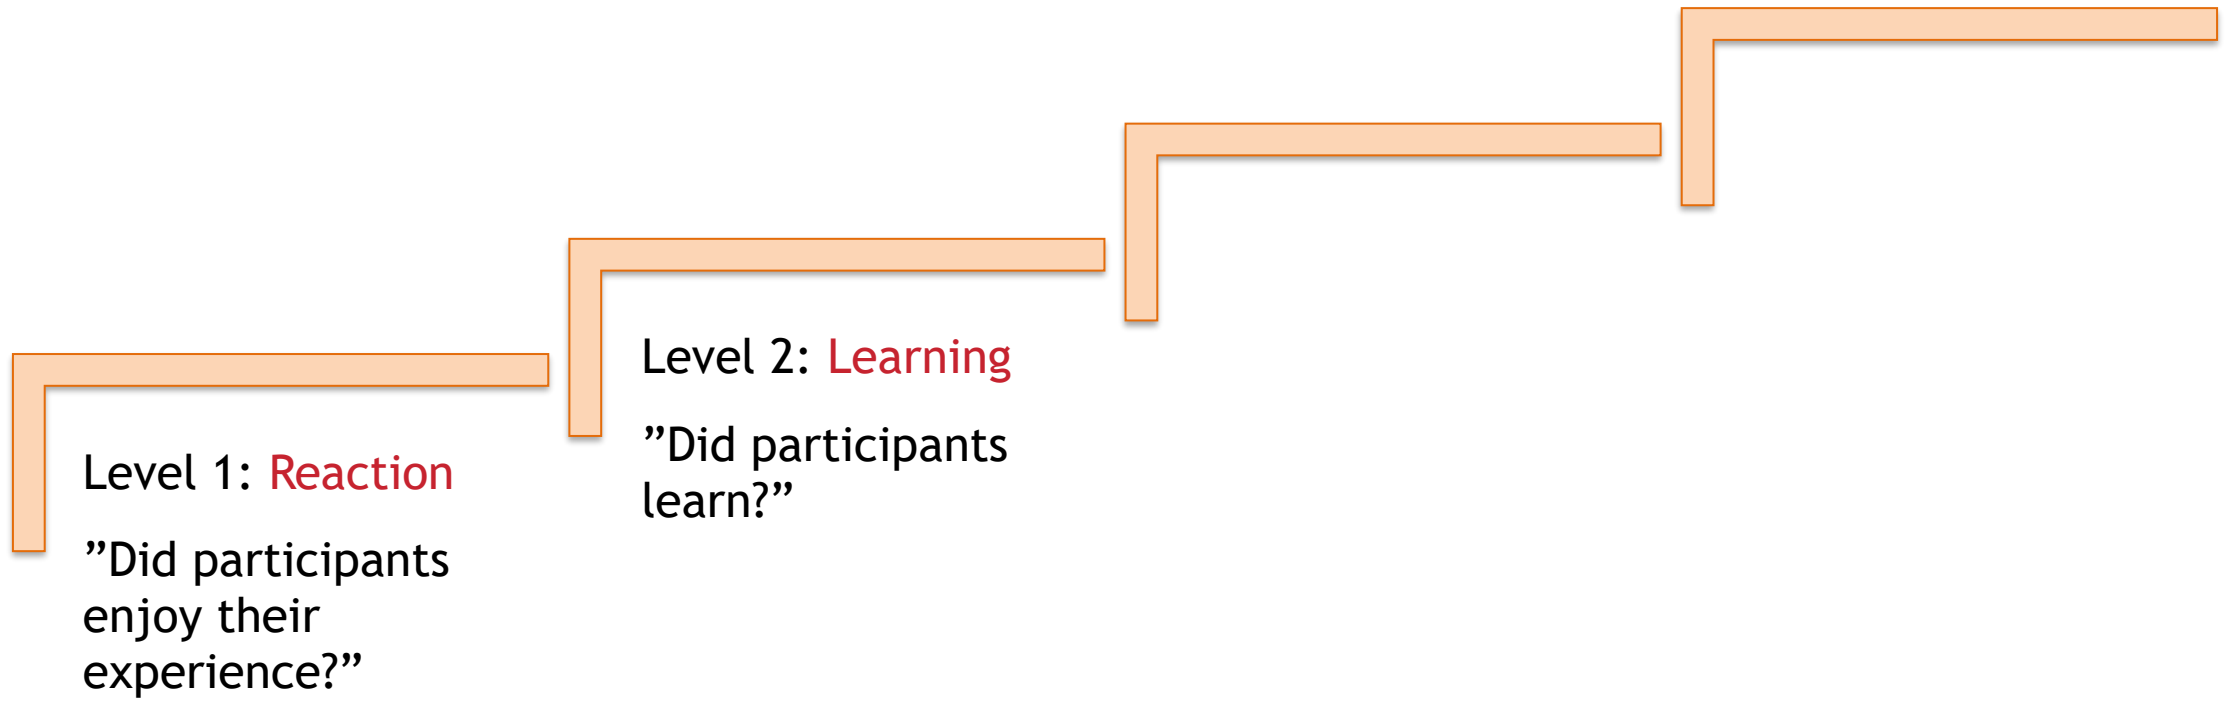 Level 1: Reaction
”Did participants
enjoy their
experience?”
Level 2: Learning
”Did participants
learn?”